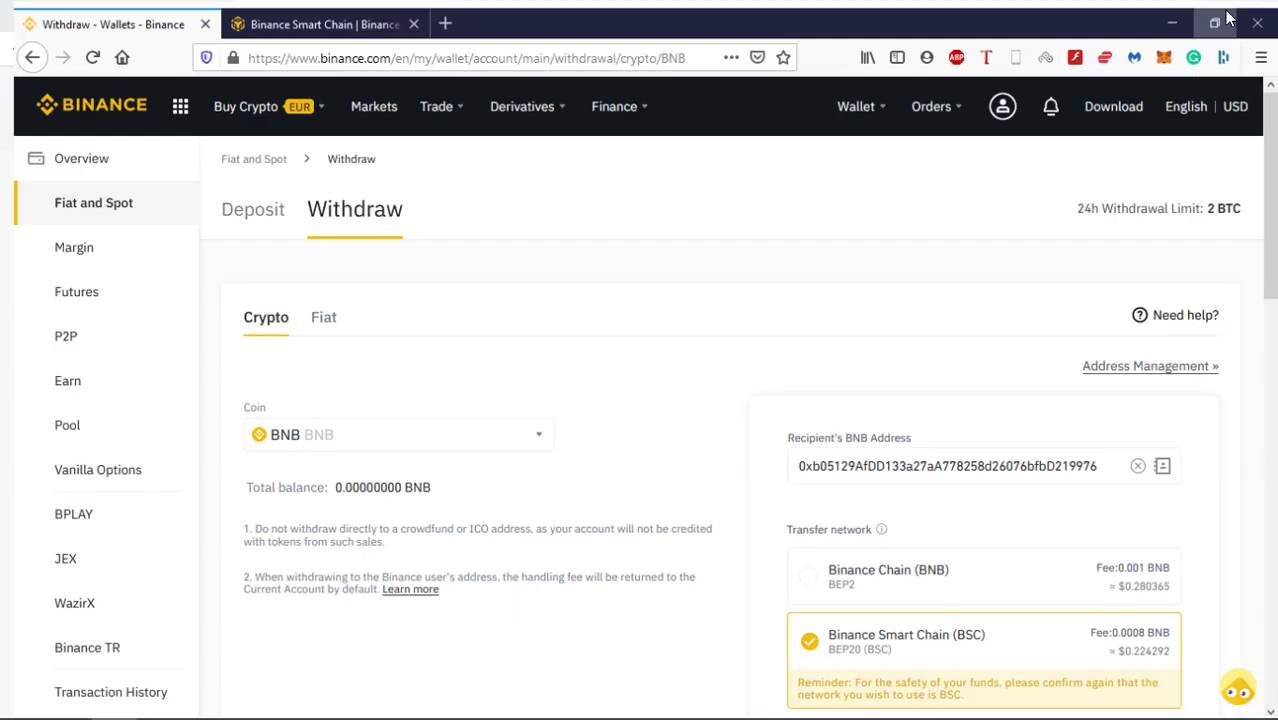 Withdraw - Wallets - Binance
Binance Smart Chain | Binance
https://www.binance.com/en/my/wallet/account/main/withdrawal/crypto/BNB
ABP
BINANCE
Buy Crypto EUR
Markets
Trade
Derivatives
Finance
Wallet
Orders
Download
English | USD
Overview
Fiat and Spot
Margin
Futures
P2P
Earn
Pool
Vanilla Options
BPLAY
JEX
WazirX
Binance TR
Transaction History
Fiat and Spot > Withdraw
Deposit
Withdraw
24h Withdrawal Limit: 2 BTC
Crypto
Fiat
Need help?
Address Management »
Coin
BNB BNB
Total balance: 0.00000000 BNB
1. Do not withdraw directly to a crowdfund or ICO address, as your account will not be credited
with tokens from such sales.
2. When withdrawing to the Binance user's address, the handling fee will be returned to the
Current Account by default. Learn more
Recipient's BNB Address
0xb05129AfDD133a27aA778258d26076bfbD219976
Transfer network
Binance Chain (BNB)
BEP2
Fee:0.001 BNB
≈ $0.280365
Binance Smart Chain (BSC)
BEP20 (BSC)
Fee:0.0008 BNB
≈ $0.224292
Reminder: For the safety of your funds, please confirm again that the
network you wish to use is BSC.